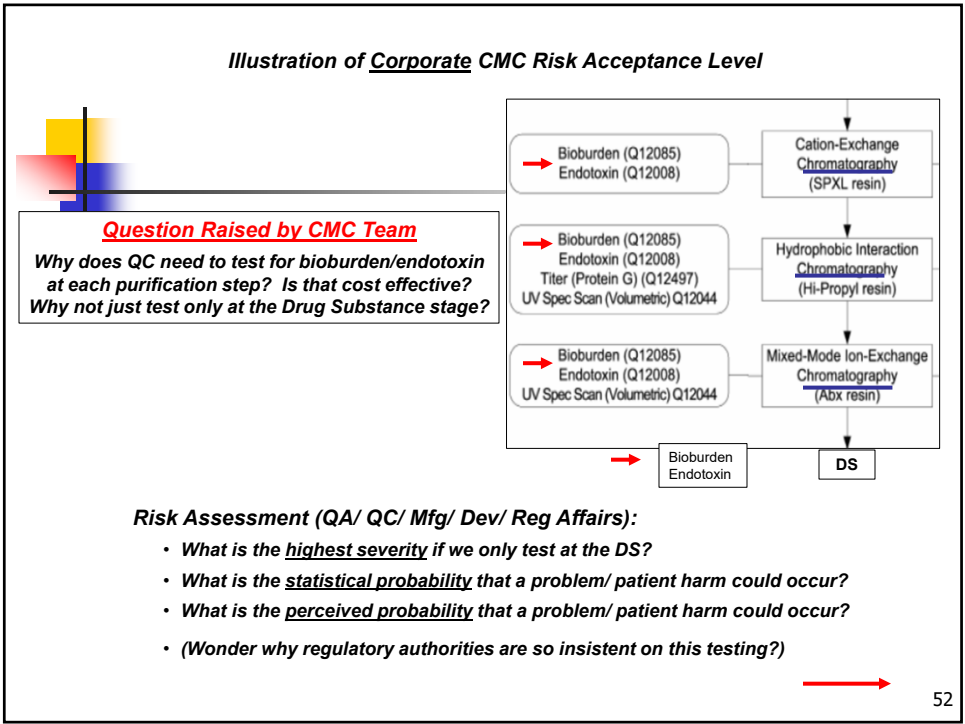 Illustration of Corporate CMC Risk Acceptance Level
Bioburden (Q12085)
Endotoxin (Q12008)
Cation-Exchange
Chromatography
(SPXL resin)
Question Raised by CMC Team
Why does QC need to test for bioburden/endotoxin
at each purification step? Is that cost effective?
Why not just test only at the Drug Substance stage?
Bioburden (Q12085)
Endotoxin (Q12008)
Titer (Protein G) (Q12497)
UV Spec Scan (Volumetric) Q12044
Hydrophobic Interaction
Chromatography
(Hi-Propyl resin)
Bioburden (Q12085)
Endotoxin (Q12008)
UV Spec Scan (Volumetric) Q12044
Mixed-Mode Ion-Exchange
Chromatography
(Abx resin)
Bioburden
Endotoxin
DS
Risk Assessment (QA/ QC/ Mfg/ Dev/ Reg Affairs):
• What is the highest severity if we only test at the DS?
• What is the statistical probability that a problem/ patient harm could occur?
• What is the perceived probability that a problem/ patient harm could occur?
• (Wonder why regulatory authorities are so insistent on this testing?)
52